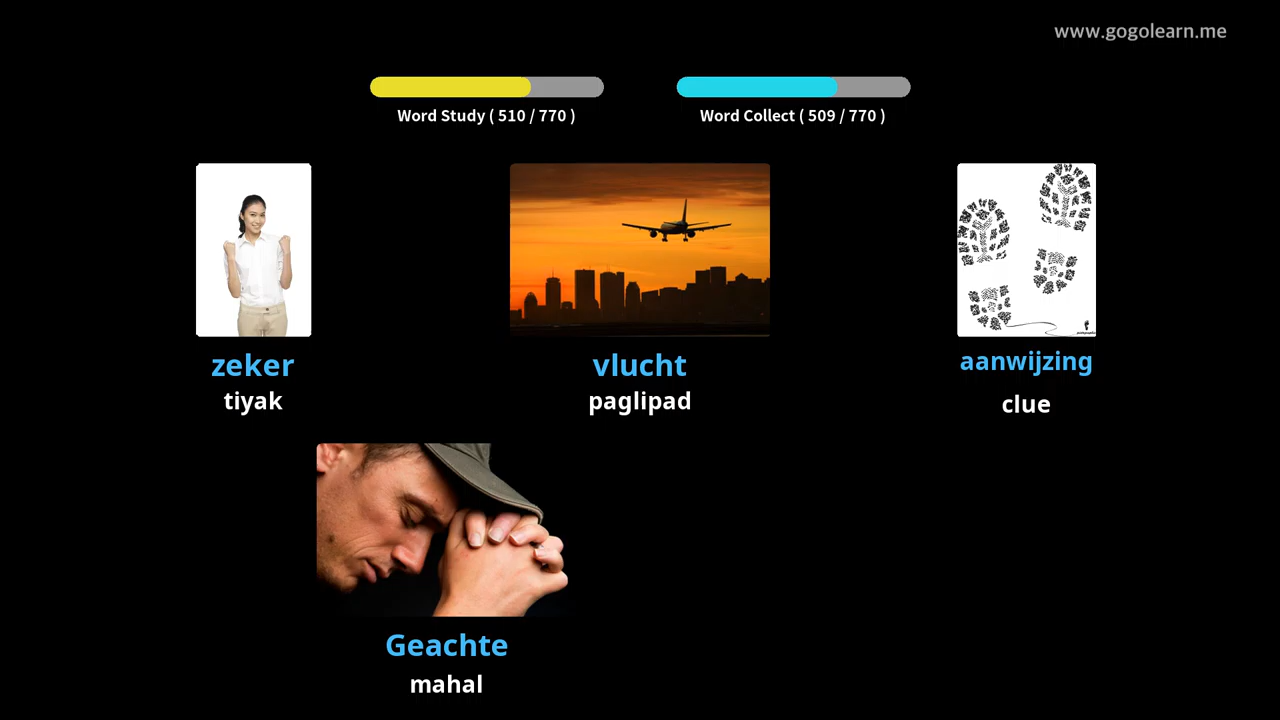 www.gogolearn.me
Word Study ( 510 / 770 )
Word Collect ( 509 / 770 )
zeker
tiyak
vlucht
paglipad
aanwijzing
clue
Geachte
mahal